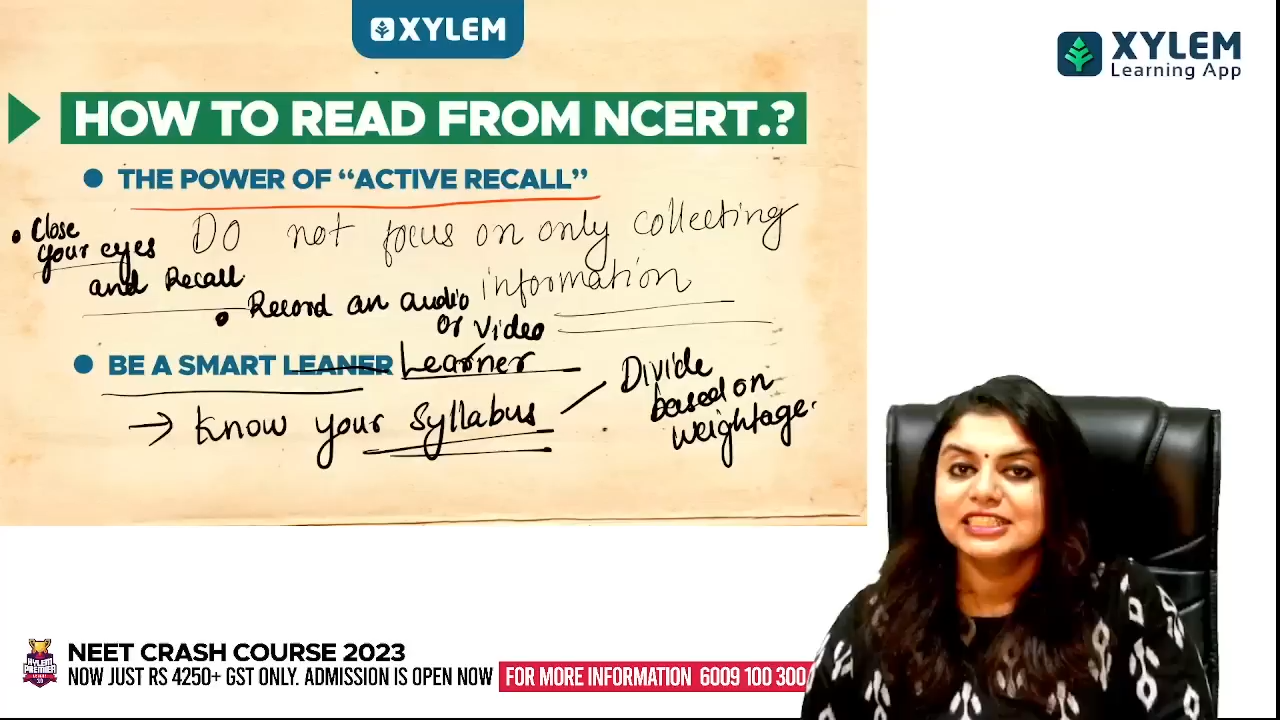 XYLEM
XYLEM
Learning App
HOW TO READ FROM NCERT.?
THE POWER OF “ACTIVE RECALL”
• Close
your eyes
and Recall
Do not focus on only collecting
information
• Record an audio
or video
BE A SMART LEANER Learner
→ Know your Syllabus
Divide
based on
weightage.
XYLEM
PREMIER
NEET CRASH COURSE 2023
NOW JUST RS 4250+ GST ONLY. ADMISSION IS OPEN NOW
FOR MORE INFORMATION 6009 100 300